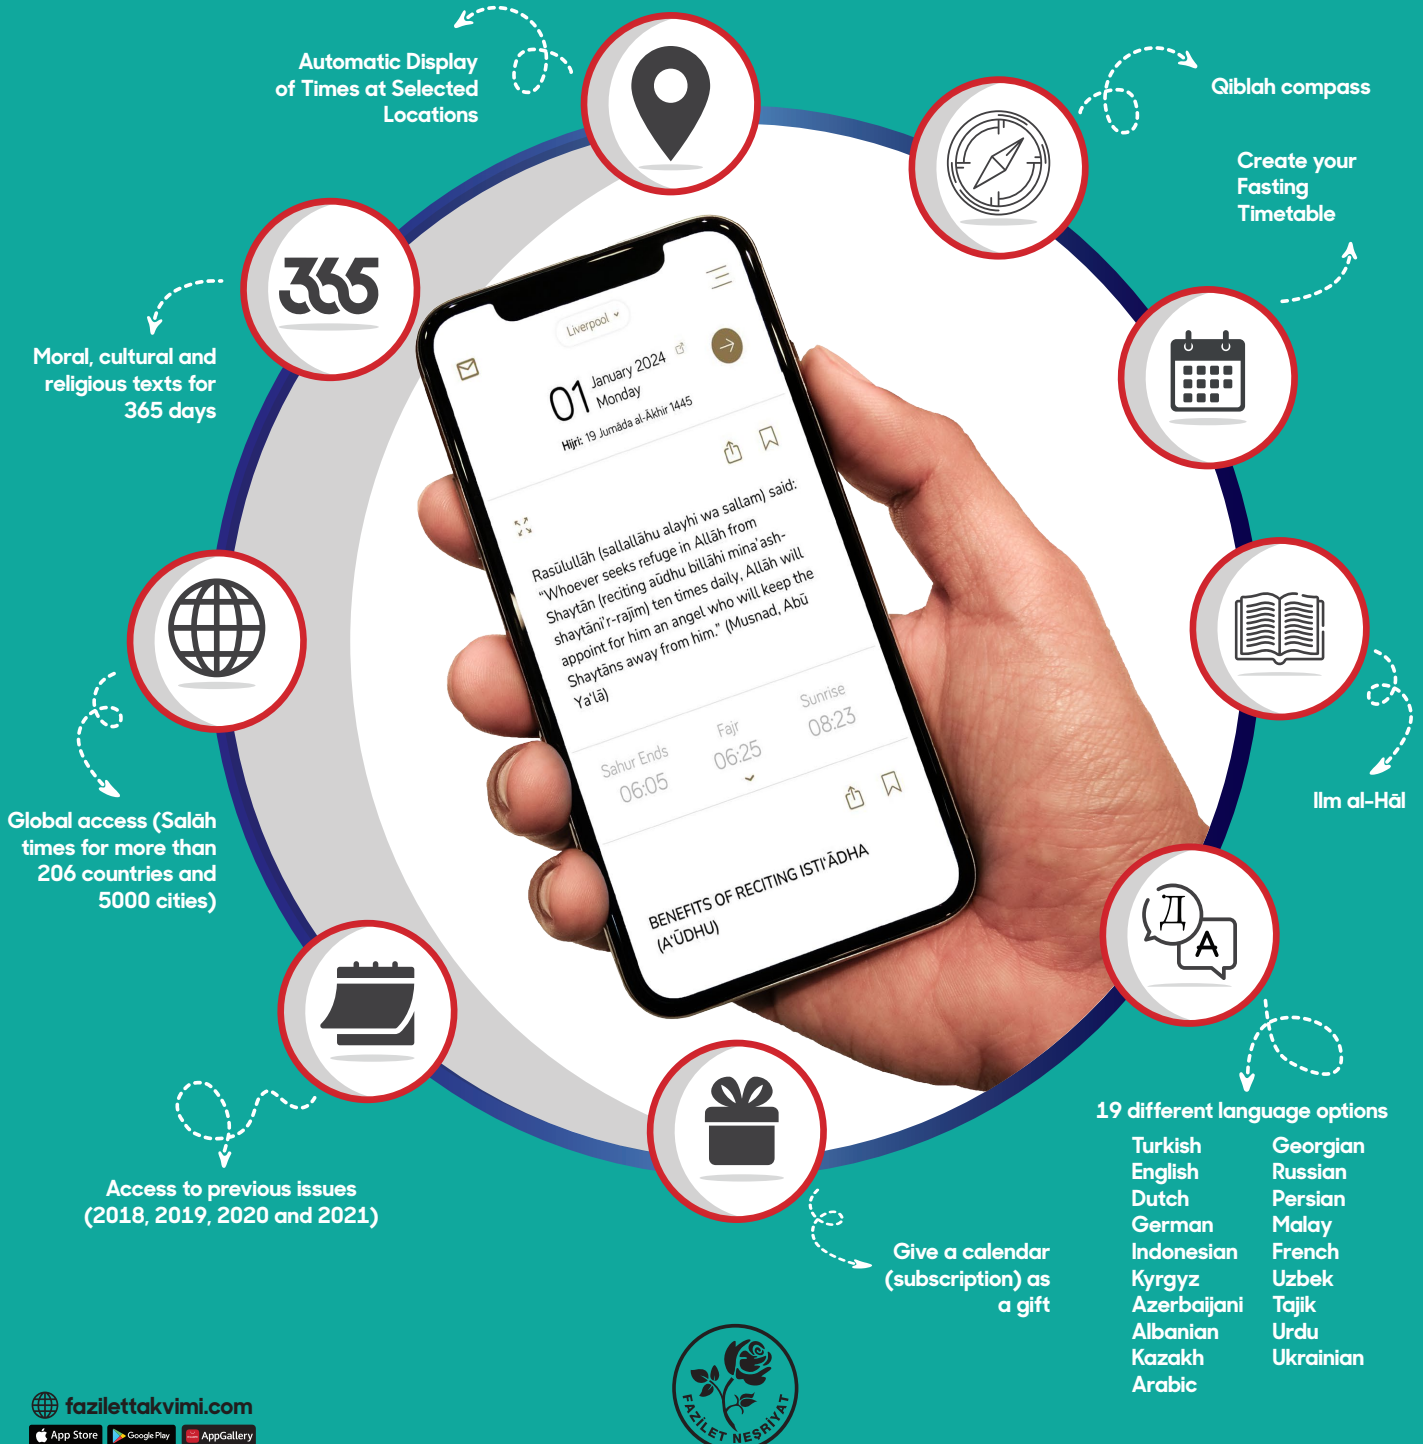 Automatic Display
of Times at Selected
Locations
Qiblah compass
Create your
Fasting
Timetable
365
Moral, cultural and
religious texts for
365 days
Liverpool
01
January 2024
Monday
Hijri: 19 Jumāda al-Ākhir 1445
Rasūlullāh (sallallāhu alayhi wa sallam) said:
“Whoever seeks refuge in Allāh from
Shaytān (reciting aūdhu billāhi mina'ash-
shaytāni'r-rajīm) ten times daily, Allāh will
appoint for him an angel who will keep the
Shaytāns away from him.” (Musnad, Abū
Ya'lā)
Sahur Ends
06:05
Fajr
06:25
Sunrise
08:23
BENEFITS OF RECITING ISTI'ĀDHA
(A'ŪDHU)
Global access (Salāh
times for more than
206 countries and
5000 cities)
Ilm al-Hāl
Д
A
Access to previous issues
(2018, 2019, 2020 and 2021)
Give a calendar
(subscription) as
a gift
19 different language options
Turkish
English
Dutch
German
Indonesian
Kyrgyz
Azerbaijani
Albanian
Kazakh
Arabic
Georgian
Russian
Persian
Malay
French
Uzbek
Tajik
Urdu
Ukrainian
FAZİLET NEŞRİYAT
fazilettakvimi.com
App Store
Google Play
AppGallery